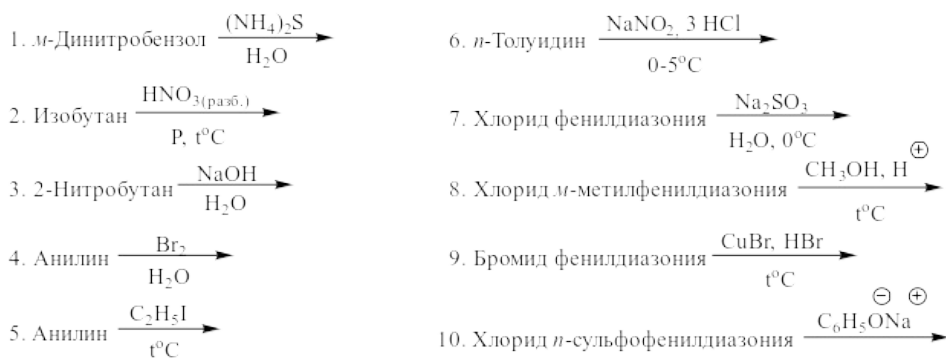 1. м-Динитробензол (NH₄)₂S H₂O
2. Изобутан HNO₃(разб.) P, t°C
3. 2-Нитробутан NaOH H₂O
4. Анилин Br₂ H₂O
5. Анилин C₂H₅I t°C
6. п-Толуидин NaNO₂, 3 HCl 0-5°C
7. Хлорид фенилдиазония Na₂SO₃ H₂O, 0°C
8. Хлорид м-метилфенилдиазония CH₃OH, H⊕ t°C
9. Бромид фенилдиазония CuBr, HBr t°C
10. Хлорид п-сульфофенилдиазония C₆H₅O⊖Na⊕